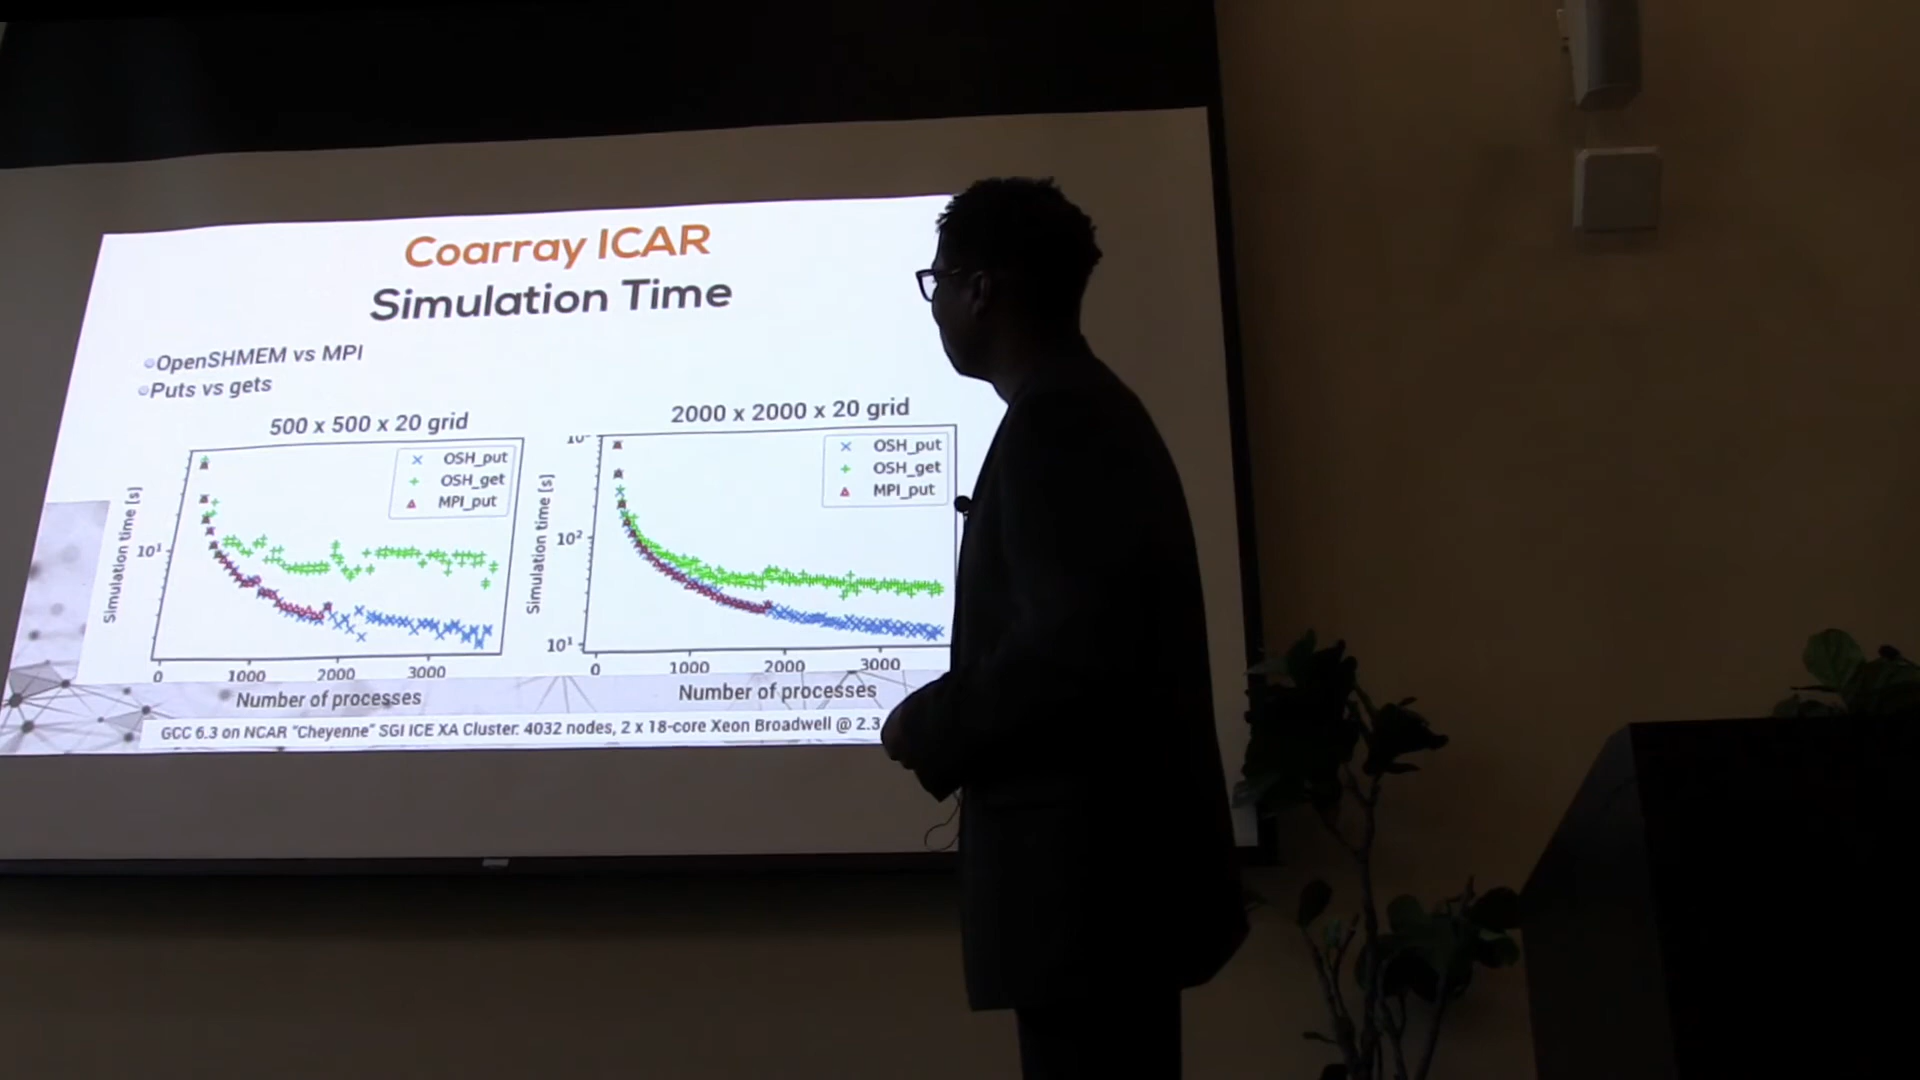 Coarray ICAR
Simulation Time
OpenSHMEM vs MPI
Puts vs gets
500 x 500 x 20 grid
OSH_put
OSH_get
MPI_put
Simulation time [s]
10¹
0 1000 2000 3000
Number of processes
2000 x 2000 x 20 grid
OSH_put
OSH_get
MPI_put
Simulation time [s]
10²
10¹
0 1000 2000 3000
Number of processes
GCC 6.3 on NCAR "Cheyenne" SGI ICE XA Cluster: 4032 nodes, 2 x 18-core Xeon Broadwell @ 2.3